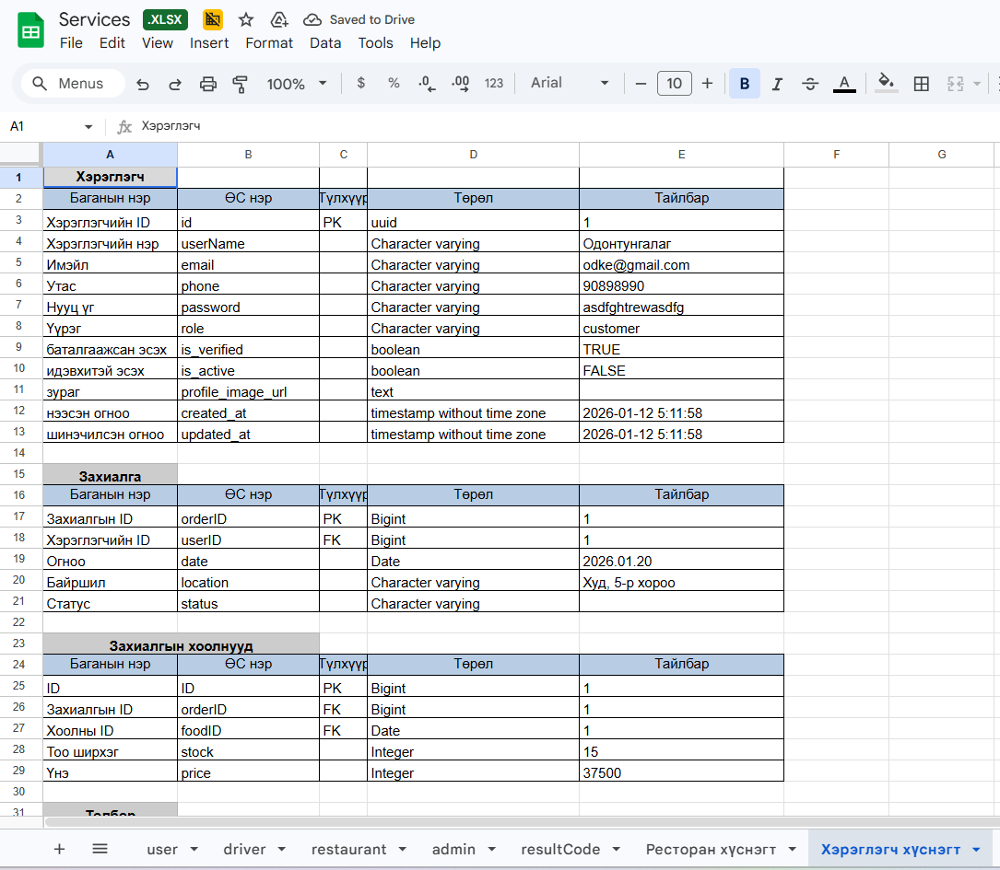 Services .XLSX Saved to Drive
File Edit View Insert Format Data Tools Help
Menus 100% $ % .0 .00 123 Arial 10 B I S A
A1 fx Хэрэглэгч
A B C D E F G
1 Хэрэглэгч
2 Баганын нэр ӨС нэр Түлхүүр Төрөл Тайлбар
3 Хэрэглэгчийн ID id PK uuid 1
4 Хэрэглэгчийн нэр userName Character varying Одонтунгалаг
5 Имэйл email Character varying odke@gmail.com
6 Утас phone Character varying 90898990
7 Нууц үг password Character varying asdfghtrewasdfg
8 Үүрэг role Character varying customer
9 баталгаажсан эсэх is_verified boolean TRUE
10 идэвхитэй эсэх is_active boolean FALSE
11 зураг profile_image_url text
12 нээсэн огноо created_at timestamp without time zone 2026-01-12 5:11:58
13 шинэчилсэн огноо updated_at timestamp without time zone 2026-01-12 5:11:58
14
15 Захиалга
16 Баганын нэр ӨС нэр Түлхүүр Төрөл Тайлбар
17 Захиалгын ID orderID PK Bigint 1
18 Хэрэглэгчийн ID userID FK Bigint 1
19 Огноо date Date 2026.01.20
20 Байршил location Character varying Худ, 5-р хороо
21 Статус status Character varying
22
23 Захиалгын хоолнууд
24 Баганын нэр ӨС нэр Түлхүүр Төрөл Тайлбар
25 ID ID PK Bigint 1
26 Захиалгын ID orderID FK Bigint 1
27 Хоолны ID foodID FK Date 1
28 Тоо ширхэг stock Integer 15
29 Үнэ price Integer 37500
30
31 Төлбөр
+ user driver restaurant admin resultCode Ресторан хүснэгт Хэрэглэгч хүснэгт